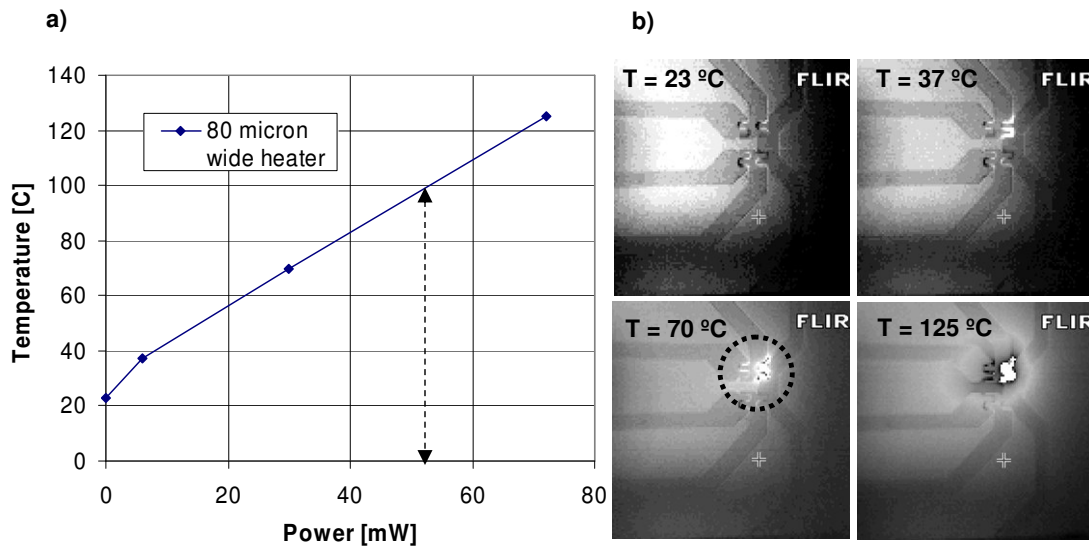 a)
140
120
100
80
60
40
20
0
Temperature [C]
80 micron
wide heater
0
20
40
60
80
Power [mW]
b)
T = 23 ºC
FLIR
T = 37 ºC
FLIR
T = 70 ºC
FLIR
T = 125 ºC
FLIR